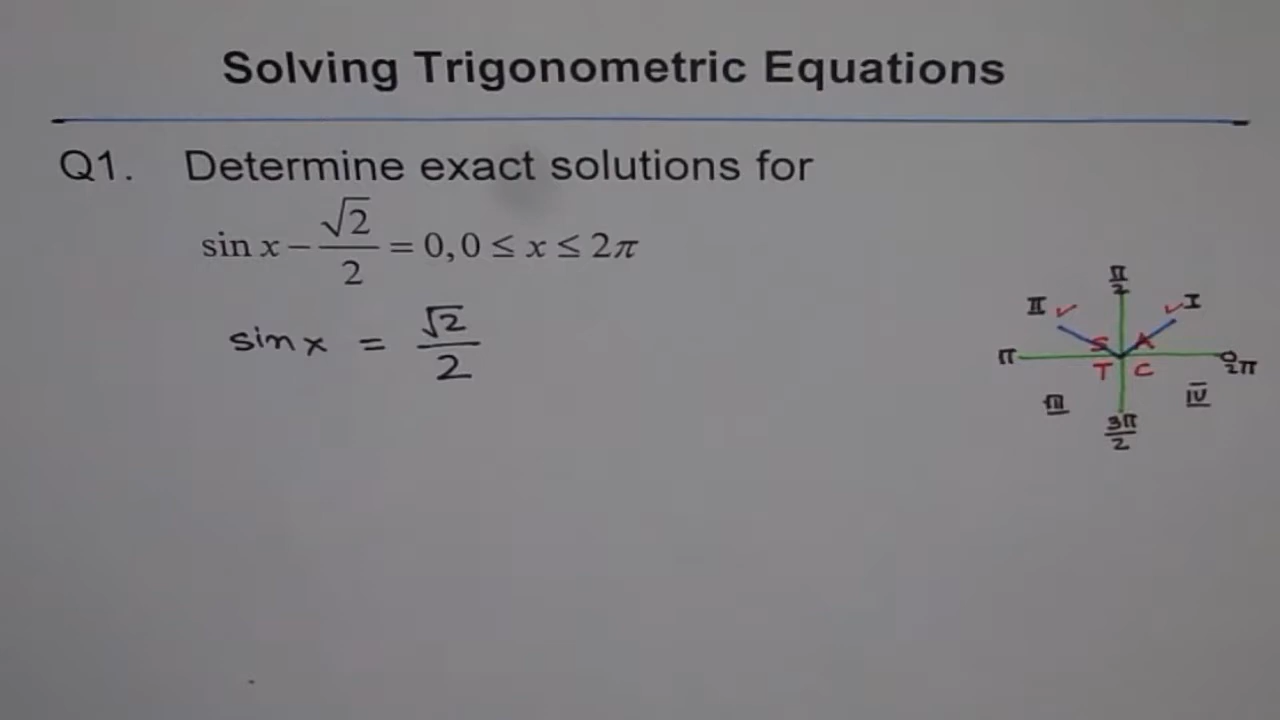 Solving Trigonometric Equations
Q1. Determine exact solutions for
sin x − √2/2 = 0, 0 ≤ x ≤ 2π
sin x = √2/2
π/2
II ✓ ✓ I
S A
π 0 2π
T C
III IV
3π/2